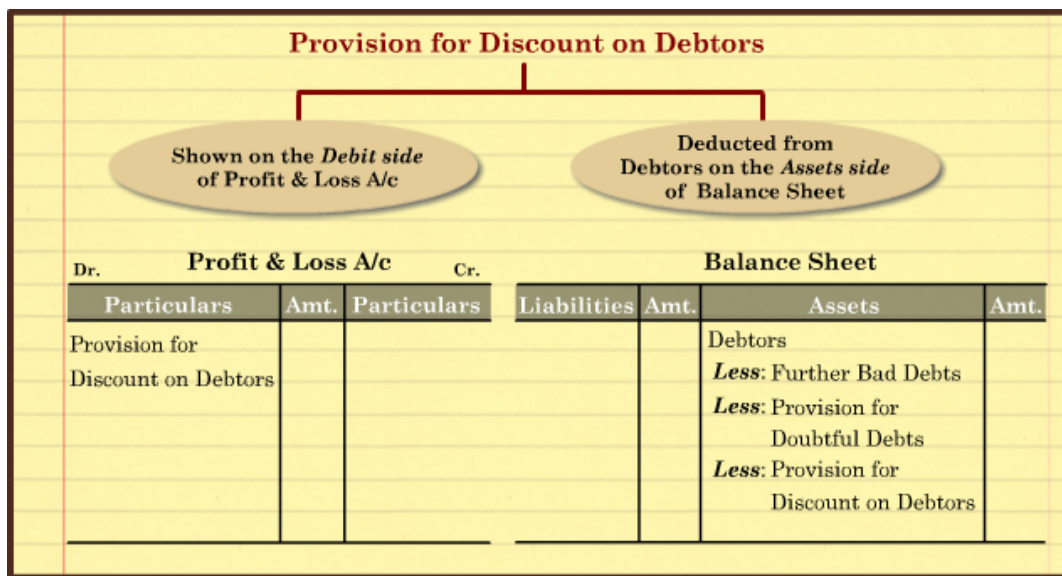 Provision for Discount on Debtors
Shown on the Debit side
of Profit & Loss A/c
Deducted from
Debtors on the Assets side
of Balance Sheet
Dr. Profit & Loss A/c Cr.
Particulars Amt. Particulars
Provision for
Discount on Debtors
Balance Sheet
Liabilities Amt. Assets Amt.
Debtors
Less: Further Bad Debts
Less: Provision for
Doubtful Debts
Less: Provision for
Discount on Debtors